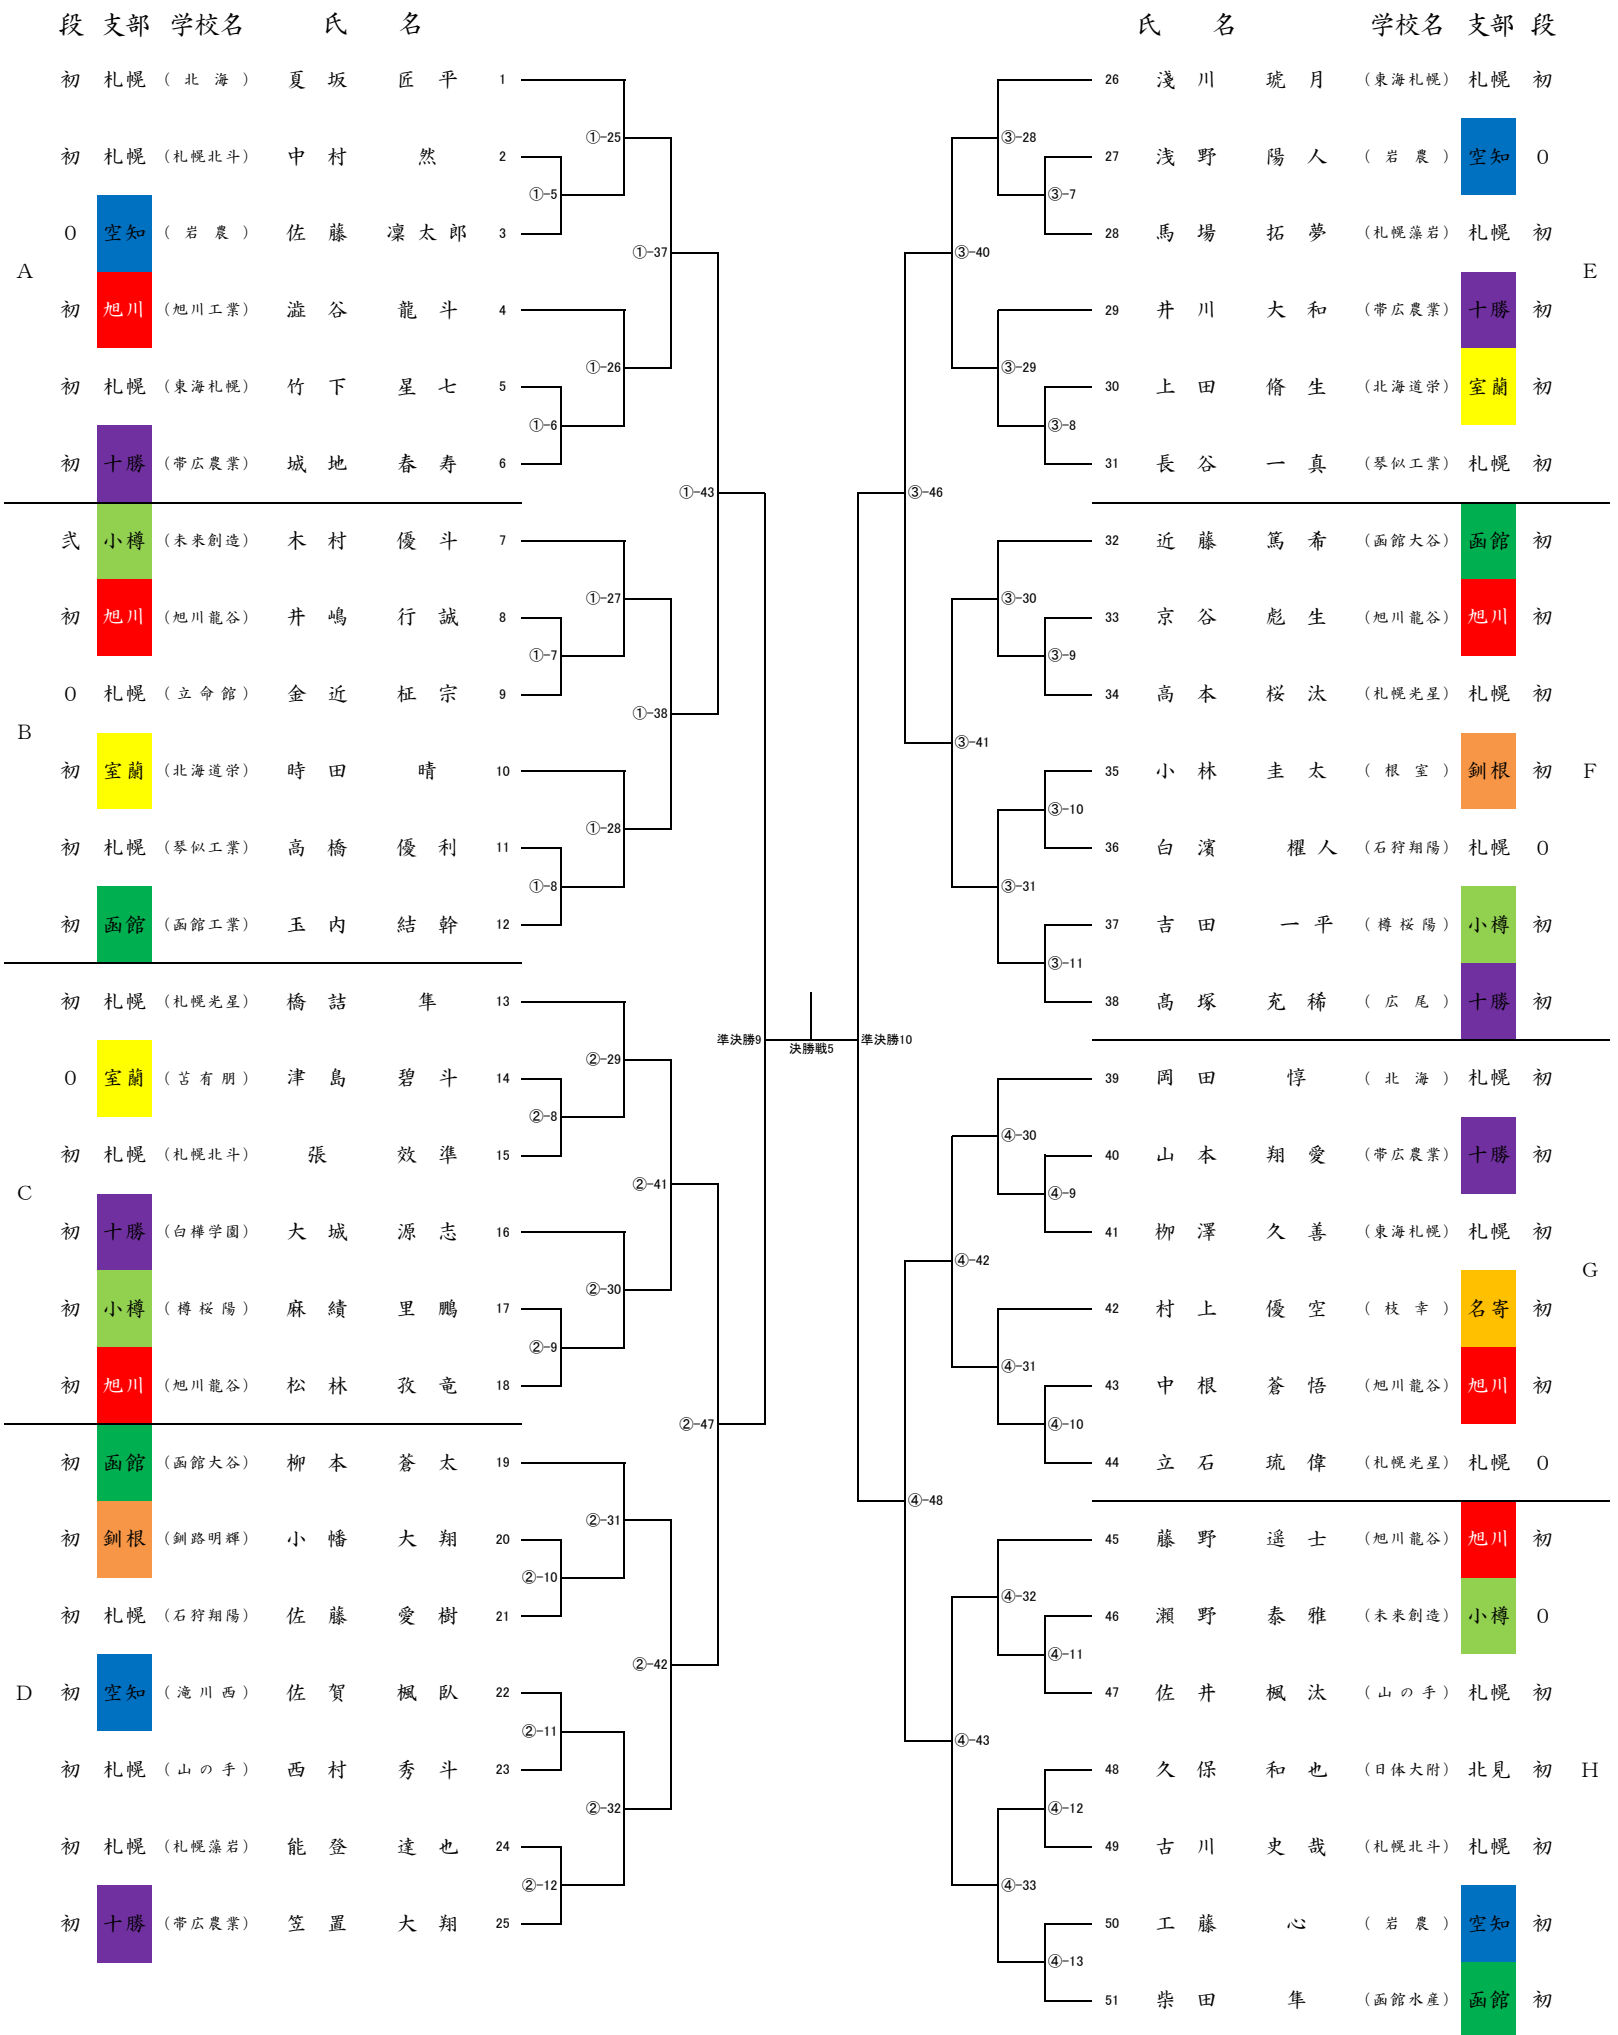 段 支部 学校名 氏 名
初 札幌 (北海) 夏坂 匠平 1
初 札幌 (札幌北斗) 中村 然 2
0 空知 (岩農) 佐藤 凜太郎 3
初 旭川 (旭川工業) 澁谷 龍斗 4
初 札幌 (東海札幌) 竹下 星七 5
初 十勝 (帯広農業) 城地 春寿 6
A
弐 小樽 (未来創造) 木村 優斗 7
初 旭川 (旭川龍谷) 井嶋 行誠 8
0 札幌 (立命館) 金近 柾宗 9
初 室蘭 (北海道栄) 時田 晴 10
初 札幌 (琴似工業) 高橋 優利 11
初 函館 (函館工業) 玉内 結幹 12
B
初 札幌 (札幌光星) 橋詰 隼 13
0 室蘭 (苫有朋) 津島 碧斗 14
初 札幌 (札幌北斗) 張 效準 15
初 十勝 (白樺学園) 大城 源志 16
初 小樽 (樽桜陽) 麻績 里鵬 17
初 旭川 (旭川龍谷) 松林 孜竜 18
C
初 函館 (函館大谷) 柳本 蒼太 19
初 釧根 (釧路明輝) 小幡 大翔 20
初 札幌 (石狩翔陽) 佐藤 愛樹 21
初 空知 (滝川西) 佐賀 楓臥 22
初 札幌 (山の手) 西村 秀斗 23
初 札幌 (札幌藻岩) 能登 達也 24
初 十勝 (帯広農業) 笠置 大翔 25
D
①-25
①-5
①-37
①-26
①-6
①-43
①-27
①-7
①-38
①-28
①-8
②-29
②-8
②-41
②-30
②-9
②-47
②-31
②-10
②-42
②-11
②-32
②-12
準決勝9
決勝戦5
準決勝10
氏 名 学校名 支部 段
26 淺川 琥月 (東海札幌) 札幌 初
27 浅野 陽人 (岩農) 空知 0
28 馬場 拓夢 (札幌藻岩) 札幌 初
29 井川 大和 (帯広農業) 十勝 初
30 上田 脩生 (北海道栄) 室蘭 初
31 長谷 一真 (琴似工業) 札幌 初
E
32 近藤 篤希 (函館大谷) 函館 初
33 京谷 彪生 (旭川龍谷) 旭川 初
34 高本 桜汰 (札幌光星) 札幌 初
35 小林 圭太 (根室) 釧根 初
36 白濱 櫂人 (石狩翔陽) 札幌 0
37 吉田 一平 (樽桜陽) 小樽 初
38 髙塚 充稀 (広尾) 十勝 初
F
39 岡田 惇 (北海) 札幌 初
40 山本 翔愛 (帯広農業) 十勝 初
41 栁澤 久善 (東海札幌) 札幌 初
42 村上 優空 (枝幸) 名寄 初
43 中根 蒼悟 (旭川龍谷) 旭川 初
44 立石 琉偉 (札幌光星) 札幌 0
G
45 藤野 遥士 (旭川龍谷) 旭川 初
46 瀬野 泰雅 (未来創造) 小樽 0
47 佐井 楓汰 (山の手) 札幌 初
48 久保 和也 (日体大附) 北見 初
49 古川 史哉 (札幌北斗) 札幌 初
50 工藤 心 (岩農) 空知 初
51 柴田 隼 (函館水産) 函館 初
H
③-28
③-7
③-40
③-29
③-8
③-46
③-30
③-9
③-41
③-10
③-31
③-11
④-30
④-9
④-42
④-31
④-10
④-48
④-32
④-11
④-43
④-12
④-33
④-13